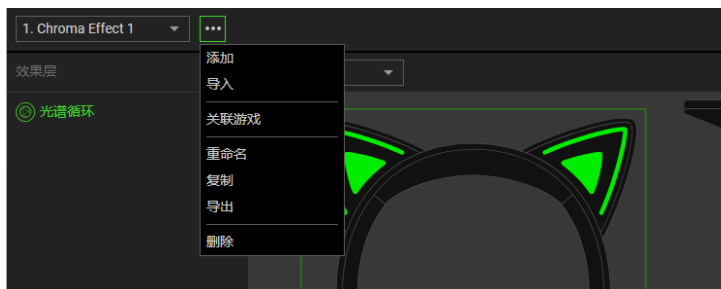 1. Chroma Effect 1
效果层
光谱循环
添加
导入
关联游戏
重命名
复制
导出
删除